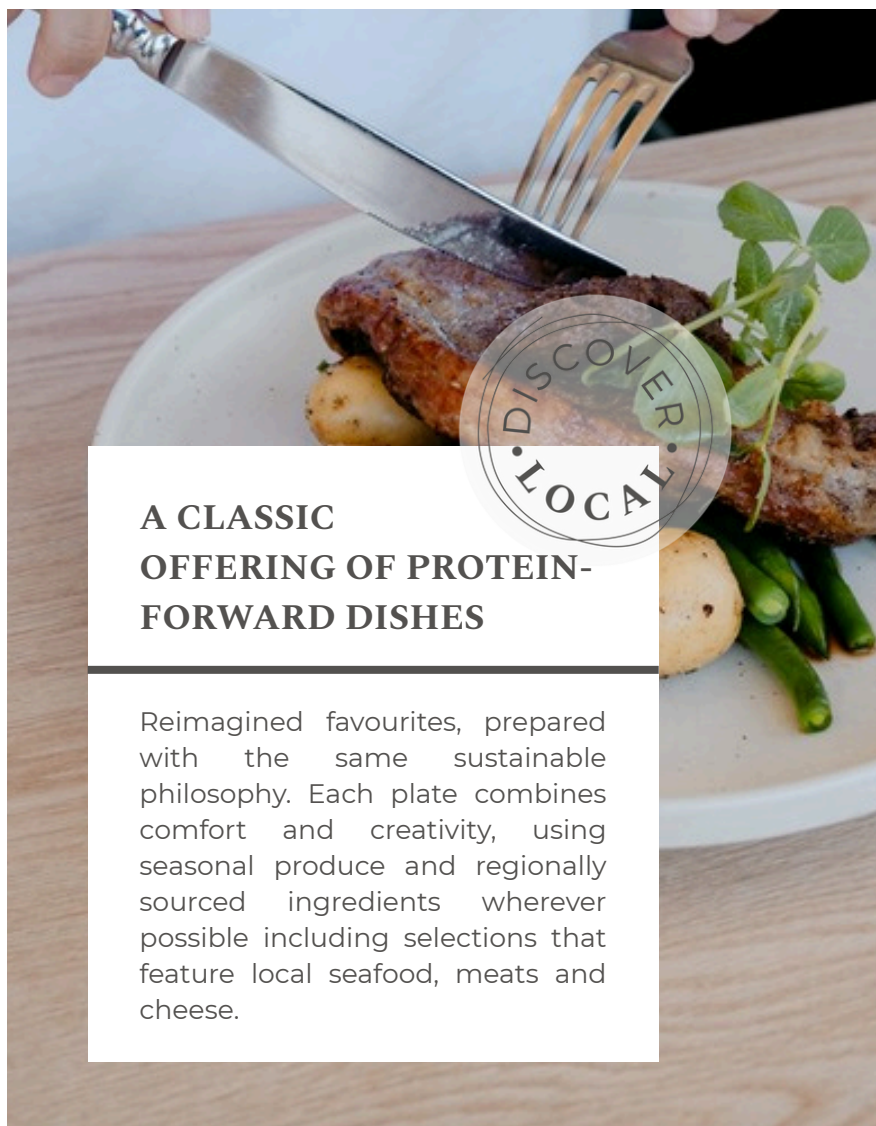 DISCOVER
• LOCAL •
A CLASSIC
OFFERING OF PROTEIN-
FORWARD DISHES
Reimagined favourites, prepared
with the same sustainable
philosophy. Each plate combines
comfort and creativity, using
seasonal produce and regionally
sourced ingredients wherever
possible including selections that
feature local seafood, meats and
cheese.